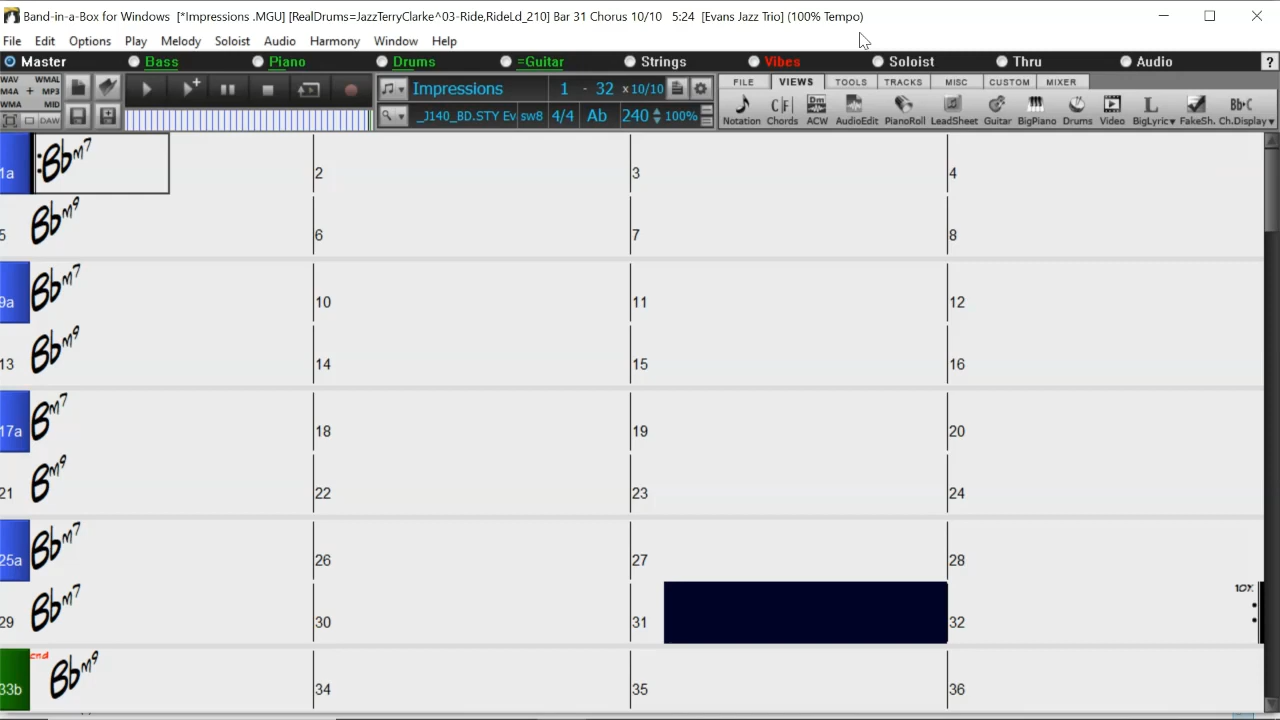 Band-in-a-Box for Windows [*Impressions .MGU] [RealDrums=JazzTerryClarke^03-Ride,RideLd_210] Bar 31 Chorus 10/10 5:24 [Evans Jazz Trio] (100% Tempo)
File Edit Options Play Melody Soloist Audio Harmony Window Help
Master Bass Piano Drums =Guitar Strings Vibes Soloist Thru Audio ?
WAV WMAL
M4A + MP3
WMA MID
DAW
Impressions 1 - 32 x10/10
_J140_BD.STY Ev sw8 4/4 Ab 240 100%
FILE VIEWS TOOLS TRACKS MISC CUSTOM MIXER
C|F Dm L Bb▸C
Notation Chords ACW AudioEdit PianoRoll LeadSheet Guitar BigPiano Drums Video BigLyric FakeSh. Ch.Display
1a :Bbm7 2 3 4
5 Bbm9 6 7 8
9a Bbm7 10 11 12
13 Bbm9 14 15 16
17a Bm7 18 19 20
21 Bm9 22 23 24
25a Bbm7 26 27 28
29 Bbm7 30 31 32 10x
33b end Bbm9 34 35 36